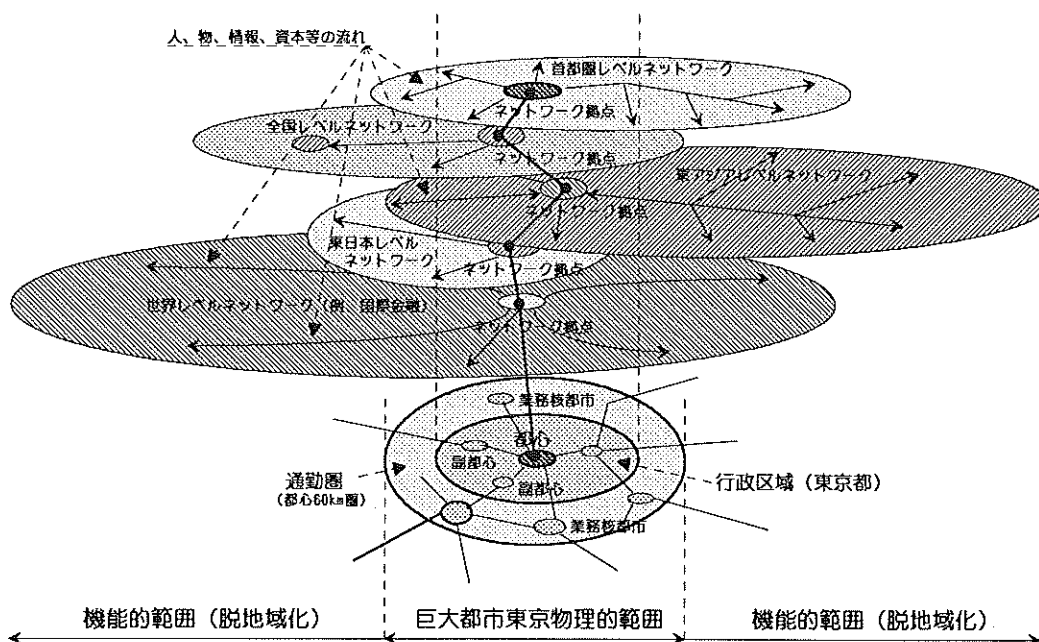 人、物、情報、資本等の流れ
首都圏レベルネットワーク
ネットワーク拠点
全国レベルネットワーク
ネットワーク拠点
東アジアレベルネットワーク
ネットワーク拠点
東日本レベル
ネットワーク
ネットワーク拠点
世界レベルネットワーク(例、国際金融)
ネットワーク拠点
業務核都市
都心
副都心
通勤圏
(都心60km圏)
副都心
行政区域(東京都)
業務核都市
機能的範囲(脱地域化)
巨大都市東京物理的範囲
機能的範囲(脱地域化)